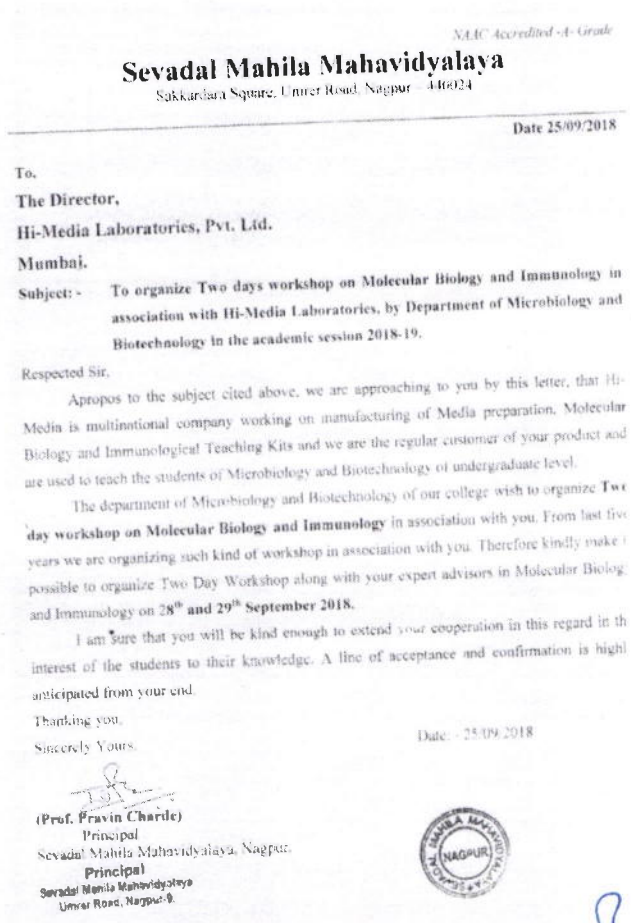 NAAC Accredited -A- Grade
Sevadal Mahila Mahavidyalaya
Sakkardara Square, Umrer Road, Nagpur – 440024
Date 25/09/2018
To,
The Director,
Hi-Media Laboratories, Pvt. Ltd.
Mumbai.
Subject: - To organize Two days workshop on Molecular Biology and Immunology in
association with Hi-Media Laboratories, by Department of Microbiology and
Biotechnology in the academic session 2018-19.
Respected Sir,
Apropos to the subject cited above, we are approaching to you by this letter, that Hi-
Media is multinational company working on manufacturing of Media preparation, Molecular
Biology and Immunological Teaching Kits and we are the regular customer of your product and
are used to teach the students of Microbiology and Biotechnology of undergraduate level.
The department of Microbiology and Biotechnology of our college wish to organize Two
day workshop on Molecular Biology and Immunology in association with you. From last five
years we are organizing such kind of workshop in association with you. Therefore kindly make i
possible to organize Two Day Workshop along with your expert advisors in Molecular Biolog
and Immunology on 28th and 29th September 2018.
I am sure that you will be kind enough to extend your cooperation in this regard in th
interest of the students to their knowledge. A line of acceptance and confirmation is highl
anticipated from your end.
Thanking you,
Sincerely Yours,
Date: - 25/09/2018
(Prof. Pravin Charde)
Principal
Sevadal Mahila Mahavidyalaya, Nagpur.
Principal
Sevadal Mahila Mahavidyalaya
Umrer Road, Nagpur-9.
SEVADAL MAHILA MAHAVIDYALAYA
NAGPUR